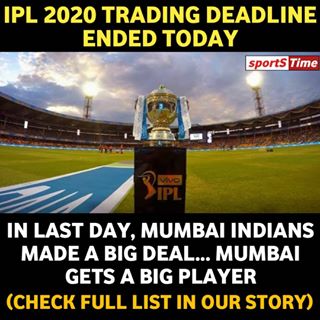 IPL 2020 TRADING DEADLINE
ENDED TODAY
sportS Time
VIVO
IPL
IN LAST DAY, MUMBAI INDIANS
MADE A BIG DEAL... MUMBAI
GETS A BIG PLAYER
(CHECK FULL LIST IN OUR STORY)